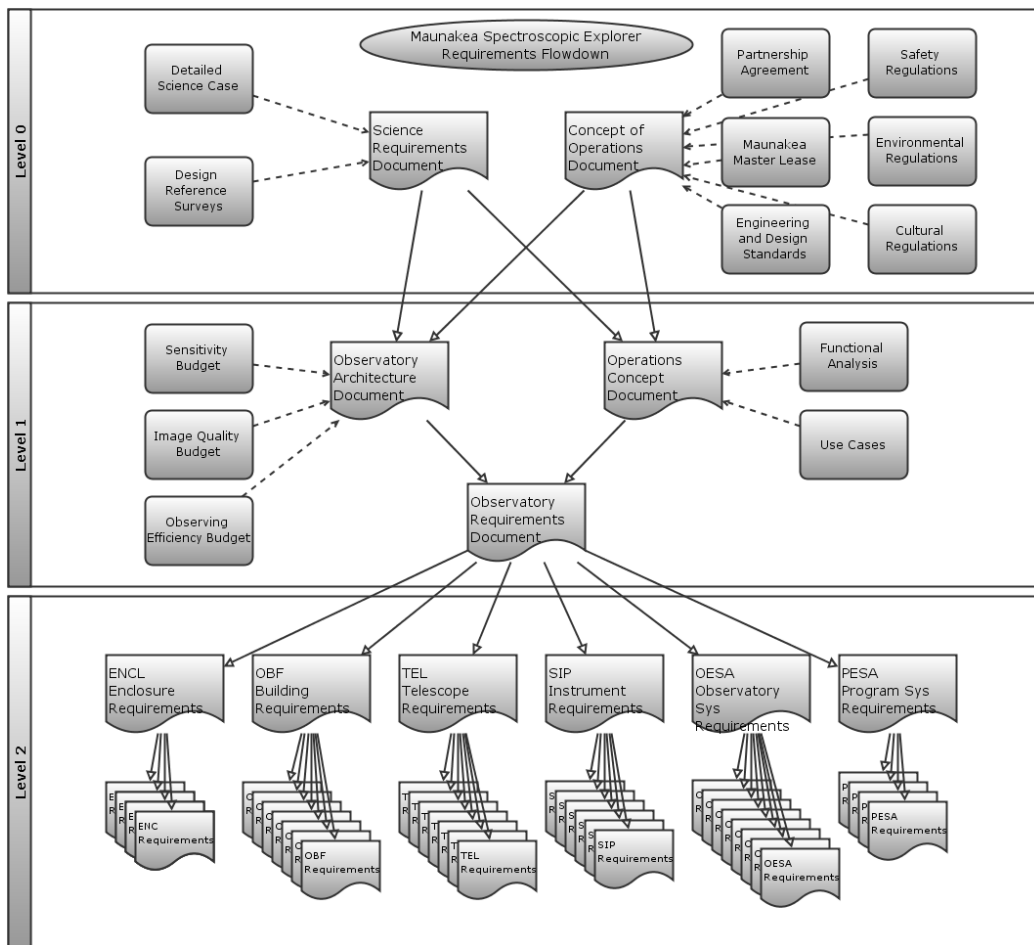 Level 0
Maunakea Spectroscopic Explorer
Requirements Flowdown
Detailed
Science Case
Design
Reference
Surveys
Science
Requirements
Document
Concept of
Operations
Document
Partnership
Agreement
Safety
Regulations
Maunakea
Master Lease
Environmental
Regulations
Engineering
and Design
Standards
Cultural
Regulations
Level 1
Sensitivity
Budget
Image Quality
Budget
Observing
Efficiency Budget
Observatory
Architecture
Document
Operations
Concept
Document
Functional
Analysis
Use Cases
Observatory
Requirements
Document
Level 2
ENCL
Enclosure
Requirements
OBF
Building
Requirements
TEL
Telescope
Requirements
SIP
Instrument
Requirements
OESA
Observatory
Sys
Requirements
PESA
Program Sys
Requirements
ENC
Requirements
OBF
Requirements
TEL
Requirements
SIP
Requirements
OESA
Requirements
PESA
Requirements